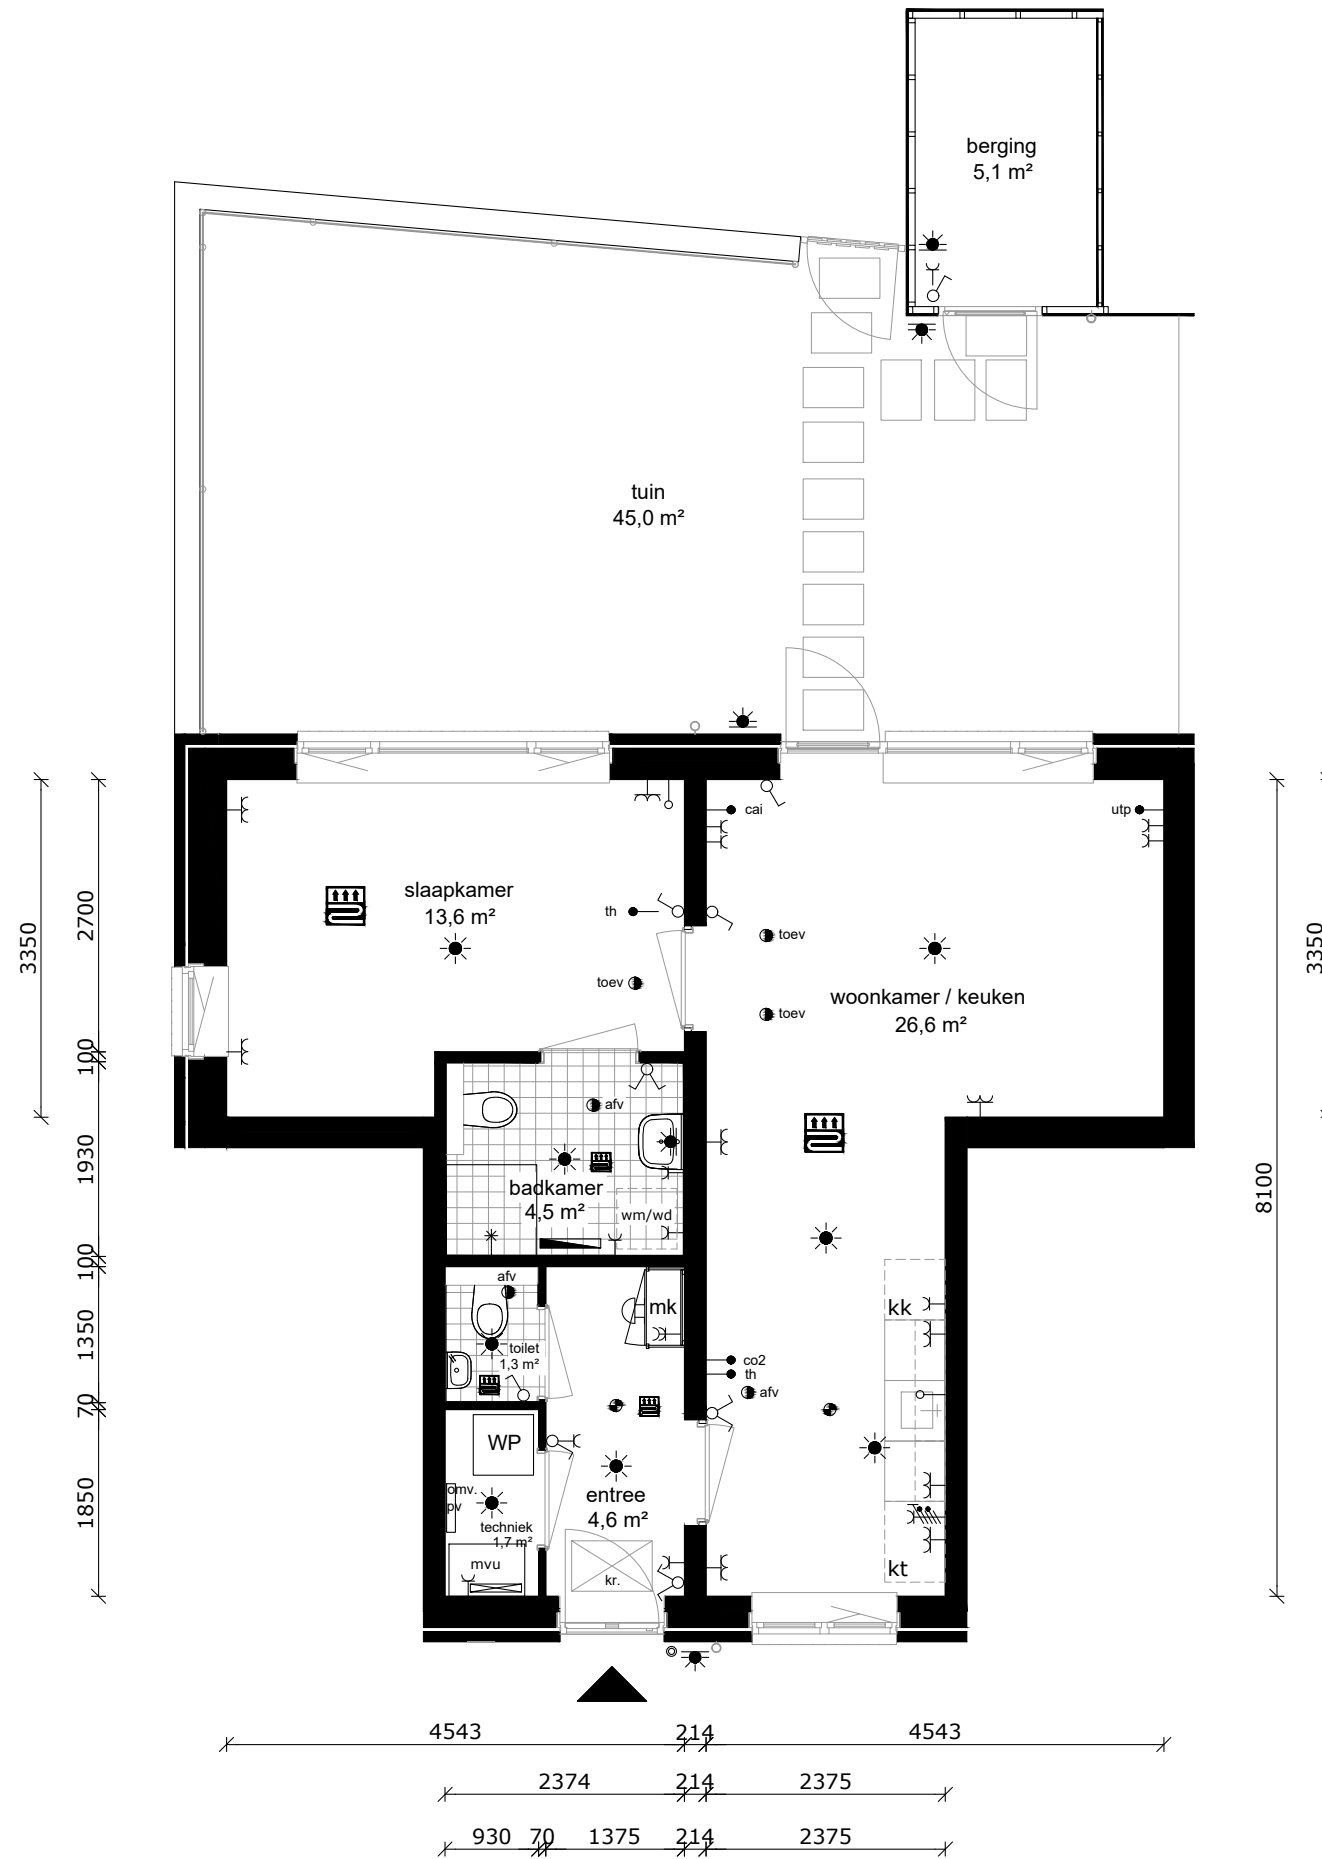 berging
5,1 m²
tuin
45,0 m²
cai
utp
slaapkamer
13,6 m²
th
toev
toev
toev
woonkamer / keuken
26,6 m²
afv
badkamer
4,5 m²
wm/wd
afv
toilet
1,3 m²
mk
kk
co2
th
afv
WP
omv.
pv
techniek
1,7 m²
mvu
entree
4,6 m²
kr.
kt
3350
2700
100
1930
100
1350
70
1850
8100
3350
4543
214
4543
2374
214
2375
930
70
1375
214
2375